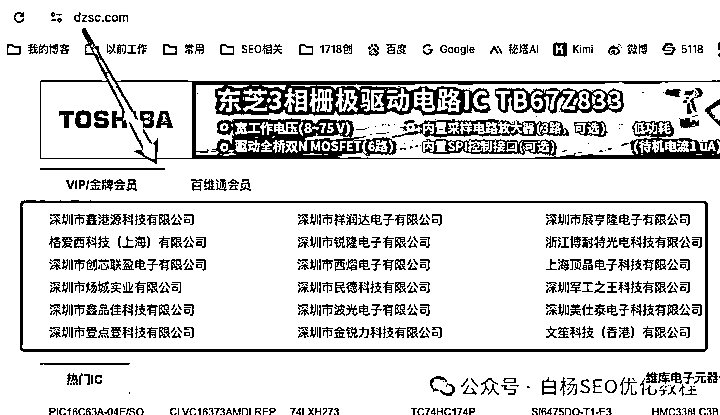 dzsc.com
我的博客 以前工作 常用 SEO相关 1718创 百度 Google 秘塔AI Kimi 微博 5118
TOSHIBA
东芝3相栅极驱动电路IC TB67Z833
宽工作电压(8~75V) 内置采样电路放大器(3路，可选) 低功耗
驱动全桥双N MOSFET(6路) 内置SPI控制接口(可选) (待机电流1 uA)
VIP/金牌会员 百维通会员
深圳市鑫港源科技有限公司 深圳市祥润达电子有限公司 深圳市展亨隆电子有限公司
格爱西科技（上海）有限公司 深圳市锐隆电子有限公司 浙江博耐特光电科技有限公司
深圳市创芯联盈电子有限公司 深圳市西熠电子有限公司 上海顶晶电子科技有限公司
深圳市炀城实业有限公司 深圳市民德科技有限公司 深圳军工之王科技有限公司
深圳市鑫品佳科技有限公司 深圳市波光电子有限公司 深圳美仕泰电子科技有限公司
深圳市壹点壹科技有限公司 深圳市金锐力科技有限公司 文笙科技（香港）有限公司
热门IC
维库电子元器
公众号 · 白杨SEO优化教程
PIC16C63A-04E/SO CLVC16373AMDLREP 74LXH273 TC74HC174P SI6475DQ-T1-E3 HMC338LC3B